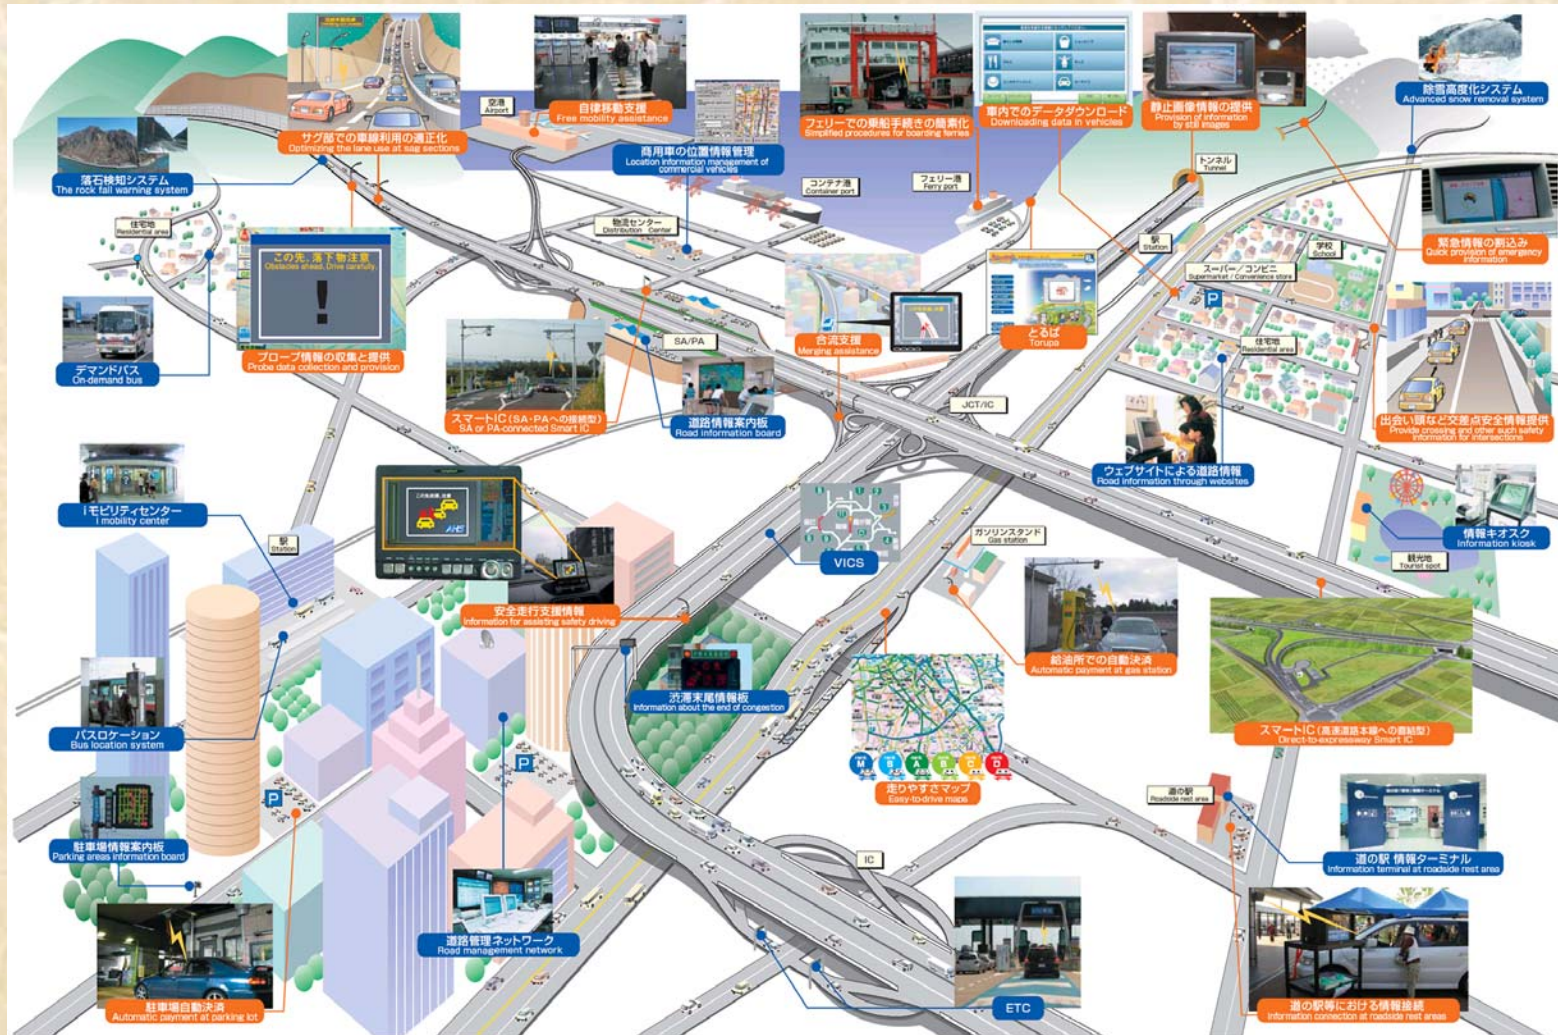 サグ部での車線利用の適正化
Optimizing the lane use at sag sections
自律移動支援
Free mobility assistance
フェリーでの乗船手続きの簡素化
Simplified procedures for boarding ferries
車内でのデータダウンロード
Downloading data in vehicles
静止画像情報の提供
Provision of information
by still images
除雪高度化システム
Advanced snow removal system
空港
Airport
商用車の位置情報管理
Location information management of
commercial vehicles
落石検知システム
The rock fall warning system
コンテナ港
Container port
フェリー港
Ferry port
トンネル
Tunnel
住宅地
Residential area
物流センター
Distribution Center
駅
Station
学校
School
緊急情報の割込み
Quick provision of emergency
information
この先、落下物注意
Obstacles ahead. Drive carefully.
!
スーパー/コンビニ
Supermarket / Convenience store
P
デマンドバス
On-demand bus
プローブ情報の収集と提供
Probe data collection and provision
SA/PA
合流支援
Merging assistance
とるぱ
Torupa
住宅地
Residential area
スマートIC(SA・PAへの接続型)
SA or PA-connected Smart IC
道路情報案内板
Road information board
JCT/IC
出会い頭など交差点安全情報提供
Provide crossing and other such safety
information for intersections
ウェブサイトによる道路情報
Road information through websites
iモビリティセンター
i mobility center
駅
Station
AHS
VICS
ガソリンスタンド
Gas station
情報キオスク
Information kiosk
観光地
Tourist spot
安全走行支援情報
Information for assisting safety driving
給油所での自動決済
Automatic payment at gas station
渋滞末尾情報板
Information about the end of congestion
スマートIC(高速道路本線への直結型)
Direct-to-expressway Smart IC
バスロケーション
Bus location system
P
P
M
S
A
B
C
D
走りやすさマップ
Easy-to-drive maps
道の駅
Roadside rest area
駐車場情報案内板
Parking areas information board
IC
道の駅 情報ターミナル
Information terminal at roadside rest area
道路管理ネットワーク
Road management network
駐車場自動決済
Automatic payment at parking lot
ETC
道の駅等における情報接続
Information connection at roadside rest areas